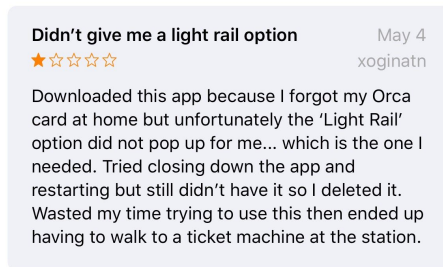 Didn’t give me a light rail option
May 4
xoginatn
Downloaded this app because I forgot my Orca
card at home but unfortunately the ‘Light Rail’
option did not pop up for me... which is the one I
needed. Tried closing down the app and
restarting but still didn’t have it so I deleted it.
Wasted my time trying to use this then ended up
having to walk to a ticket machine at the station.